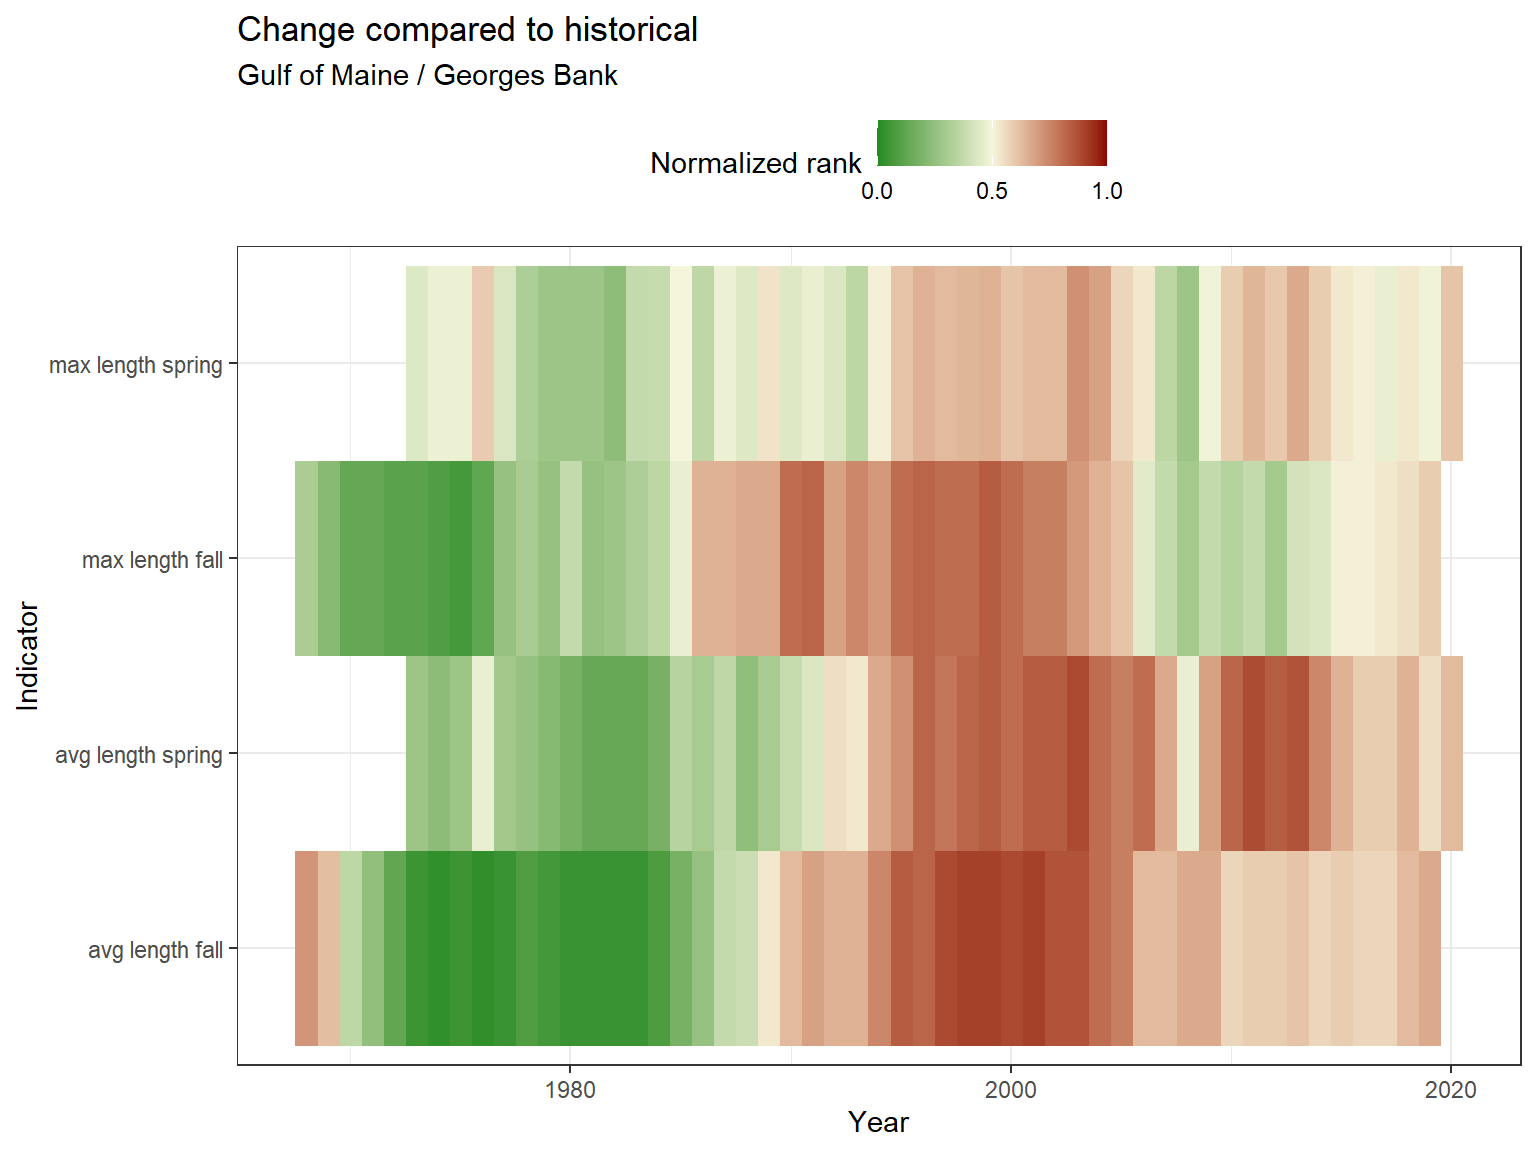 Change compared to historical
Gulf of Maine / Georges Bank
Normalized rank
0.0 0.5 1.0
Indicator
max length spring
max length fall
avg length spring
avg length fall
1980 2000 2020
Year